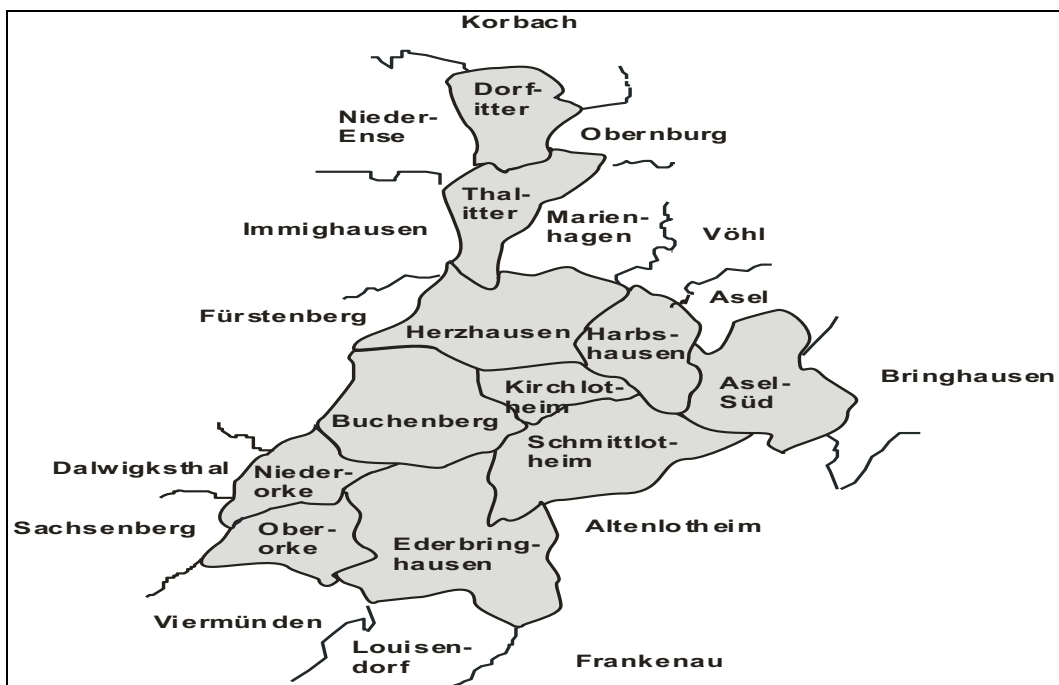 Korbach
Dorf-
itter
Nieder-
Ense
Obernburg
Thal-
itter
Marien-
hagen
Immighausen
Vöhl
Asel
Fürstenberg
Herzhausen
Harbs-
hausen
Bringhausen
Asel-
Süd
Kirchlot-
heim
Buchenberg
Schmittlot-
heim
Dalwigksthal
Nieder-
orke
Sachsenberg
Ober-
orke
Altenlotheim
Ederbring-
hausen
Viermünden
Louisen-
dorf
Frankenau